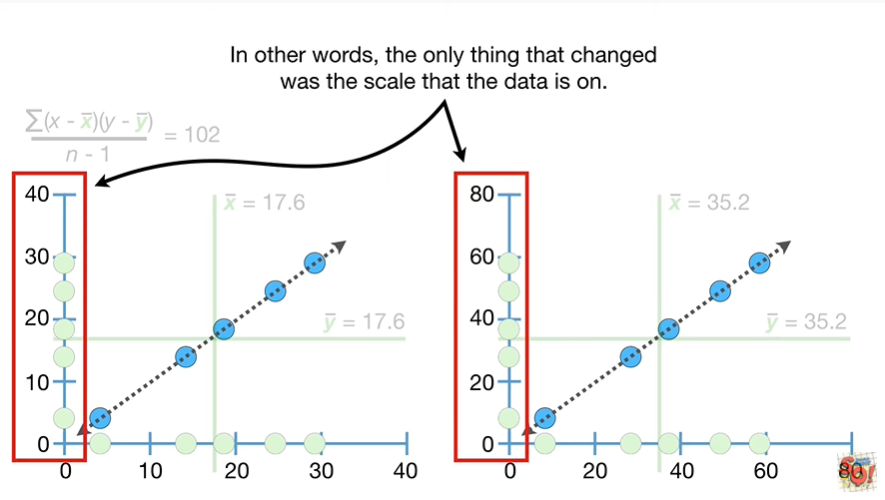 In other words, the only thing that changed
was the scale that the data is on.
∑(x - x̅)(y - y̅)
n - 1
= 102
40
30
20
10
0
0
10
20
30
40
x̅ = 17.6
y̅ = 17.6
80
60
40
20
0
0
20
40
60
80
x̅ = 35.2
y̅ = 35.2